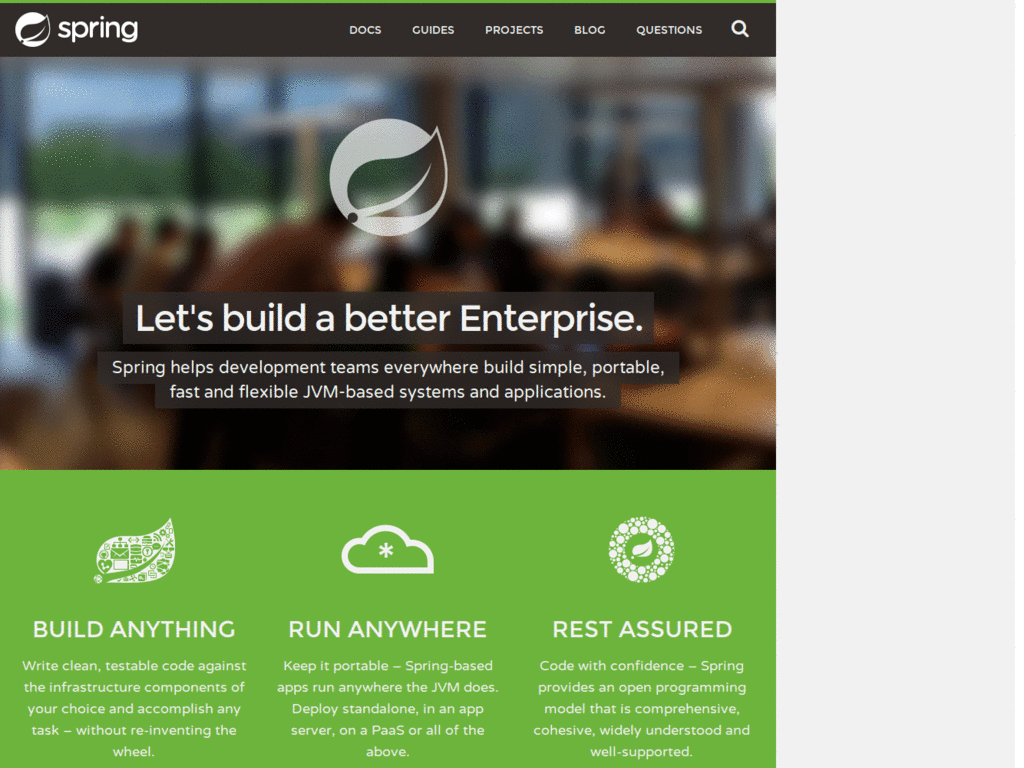 spring
DOCS GUIDES PROJECTS BLOG QUESTIONS
Let's build a better Enterprise.
Spring helps development teams everywhere build simple, portable,
fast and flexible JVM-based systems and applications.
BUILD ANYTHING
Write clean, testable code against
the infrastructure components of
your choice and accomplish any
task – without re-inventing the
wheel.
RUN ANYWHERE
Keep it portable – Spring-based
apps run anywhere the JVM does.
Deploy standalone, in an app
server, on a PaaS or all of the
above.
REST ASSURED
Code with confidence – Spring
provides an open programming
model that is comprehensive,
cohesive, widely understood and
well-supported.